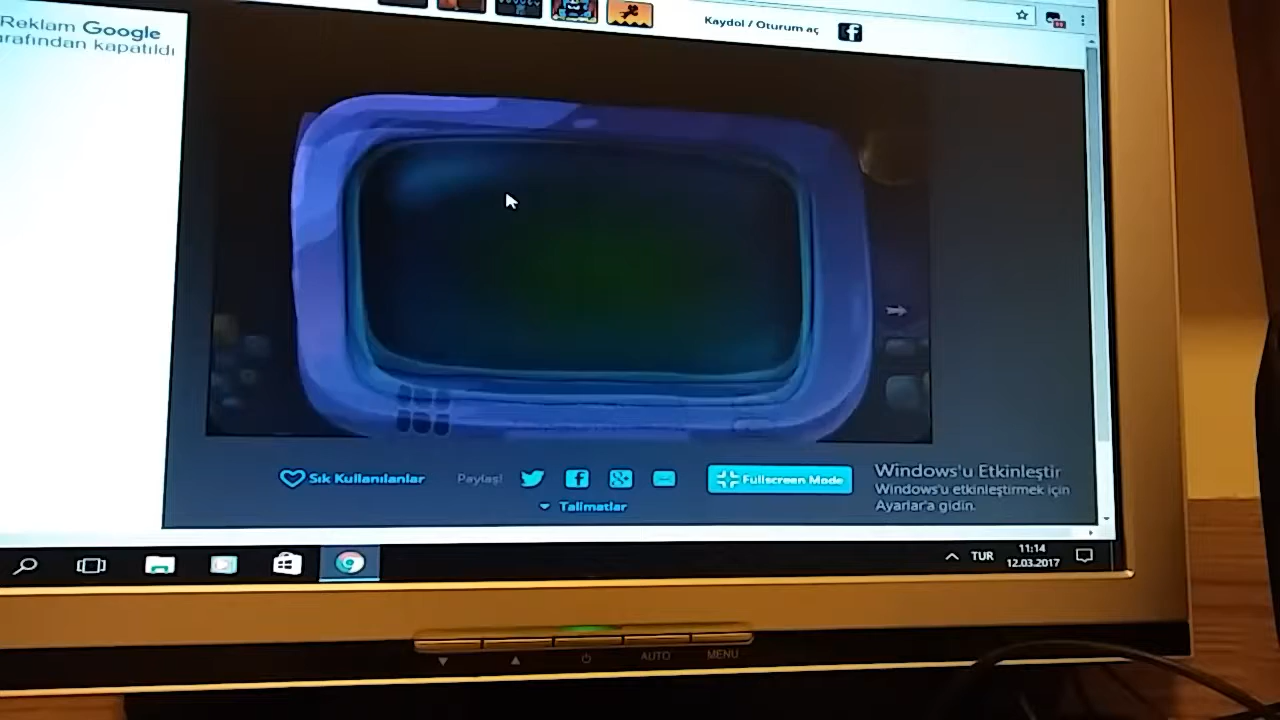 Reklam Google
arafından kapatıldı
Kaydol / Oturum aç
Sık Kullanılanlar
Paylaş!
Fullscreen Mode
Talimatlar
Windows'u Etkinleştir
Windows'u etkinleştirmek için
Ayarlar'a gidin.
TUR
11:14
12.03.2017
AUTO
MENU